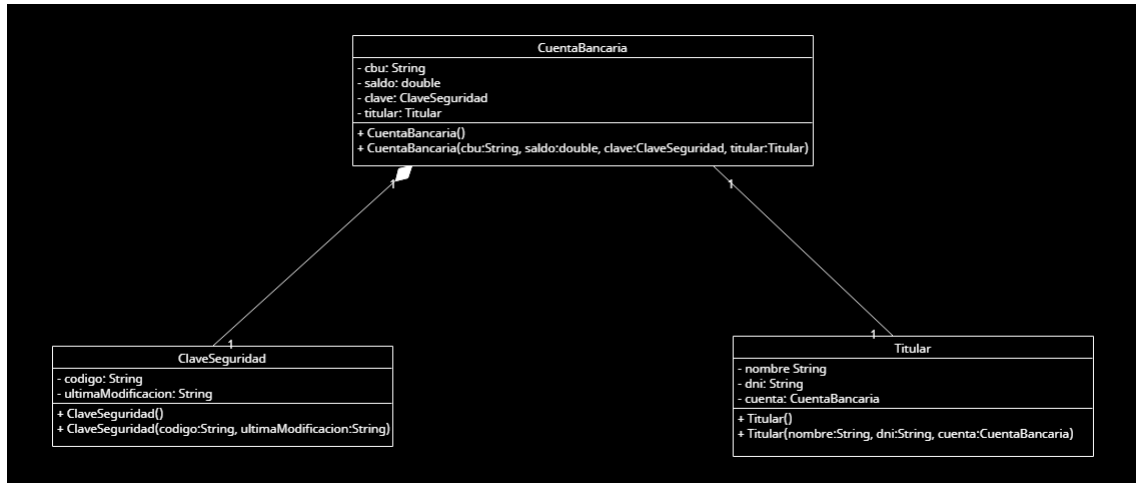 CuentaBancaria
- cbu: String
- saldo: double
- clave: ClaveSeguridad
- titular: Titular
+ CuentaBancaria()
+ CuentaBancaria(cbu:String, saldo:double, clave:ClaveSeguridad, titular:Titular)
1
1
1
1
ClaveSeguridad
- codigo: String
- ultimaModificacion: String
+ ClaveSeguridad()
+ ClaveSeguridad(codigo:String, ultimaModificacion:String)
Titular
- nombre String
- dni: String
- cuenta: CuentaBancaria
+ Titular()
+ Titular(nombre:String, dni:String, cuenta:CuentaBancaria)